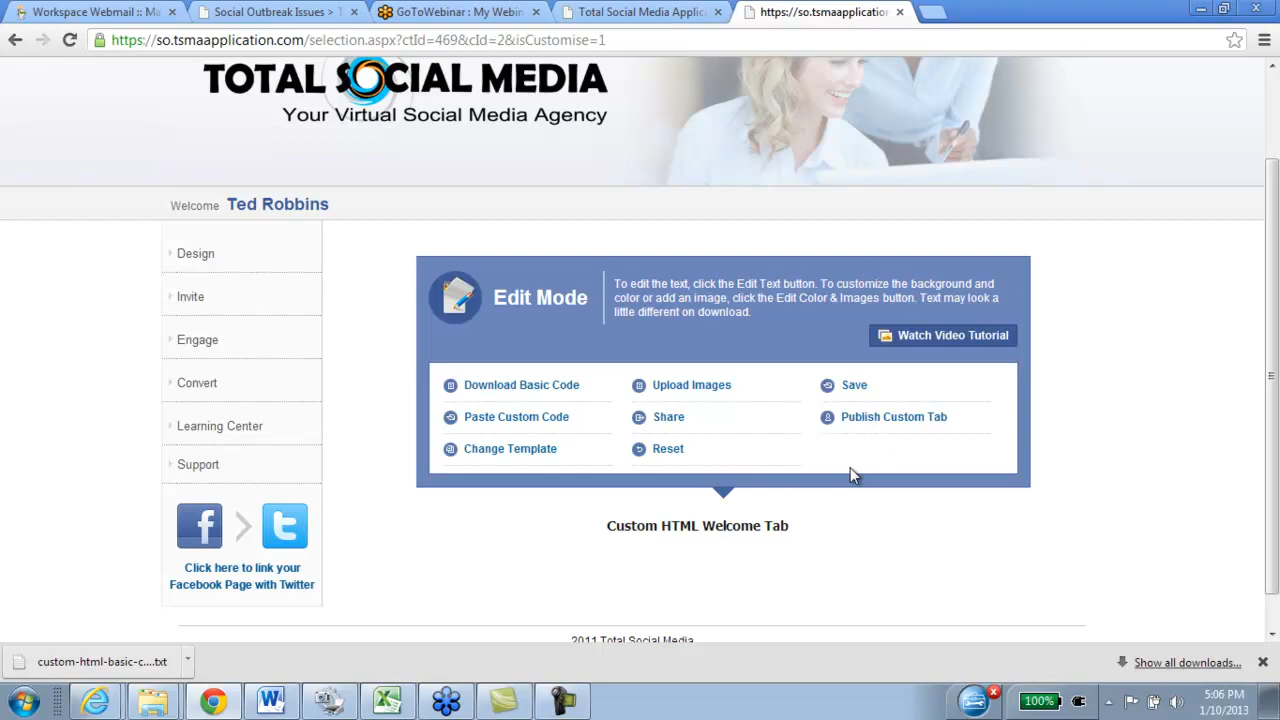 Workspace Webmail :: Ma
Social Outbreak Issues > T
GoToWebinar : My Webin
Total Social Media Applic
https://so.tsmaapplication
https://so.tsmaapplication.com/selection.aspx?ctId=469&cId=2&isCustomise=1
TOTAL SOCIAL MEDIA
Your Virtual Social Media Agency
Welcome Ted Robbins
Design
Invite
Engage
Convert
Learning Center
Support
Click here to link your
Facebook Page with Twitter
Edit Mode
To edit the text, click the Edit Text button. To customize the background and
color or add an image, click the Edit Color & Images button. Text may look a
little different on download.
Watch Video Tutorial
Download Basic Code
Upload Images
Save
Paste Custom Code
Share
Publish Custom Tab
Change Template
Reset
Custom HTML Welcome Tab
2011 Total Social Media
custom-html-basic-c....txt
Show all downloads...
100%
5:06 PM
1/10/2013